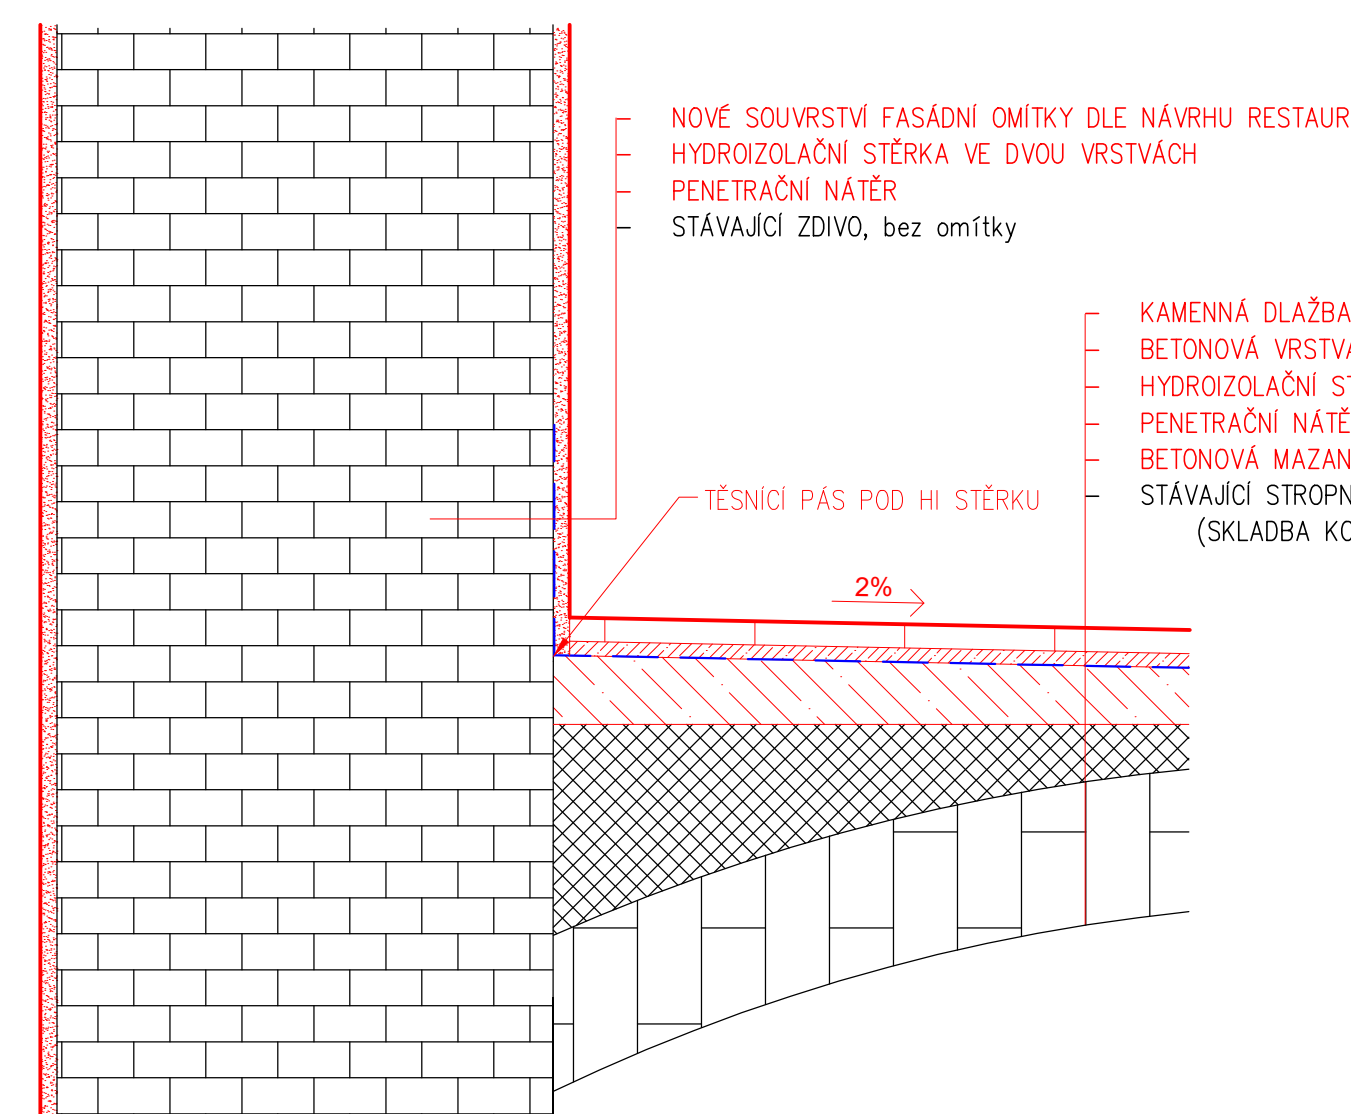 NOVÉ SOUVRSTVÍ FASÁDNÍ OMÍTKY DLE NÁVRHU RESTAUR
HYDROIZOLAČNÍ STĚRKA VE DVOU VRSTVÁCH
PENETRAČNÍ NÁTĚR
STÁVAJÍCÍ ZDIVO, bez omítky
KAMENNÁ DLAŽBA
BETONOVÁ VRSTVA
HYDROIZOLAČNÍ ST
PENETRAČNÍ NÁTĚ
BETONOVÁ MAZAN
STÁVAJÍCÍ STROPN
(SKLADBA KO
TĚSNÍCÍ PÁS POD HI STĚRKU
2%